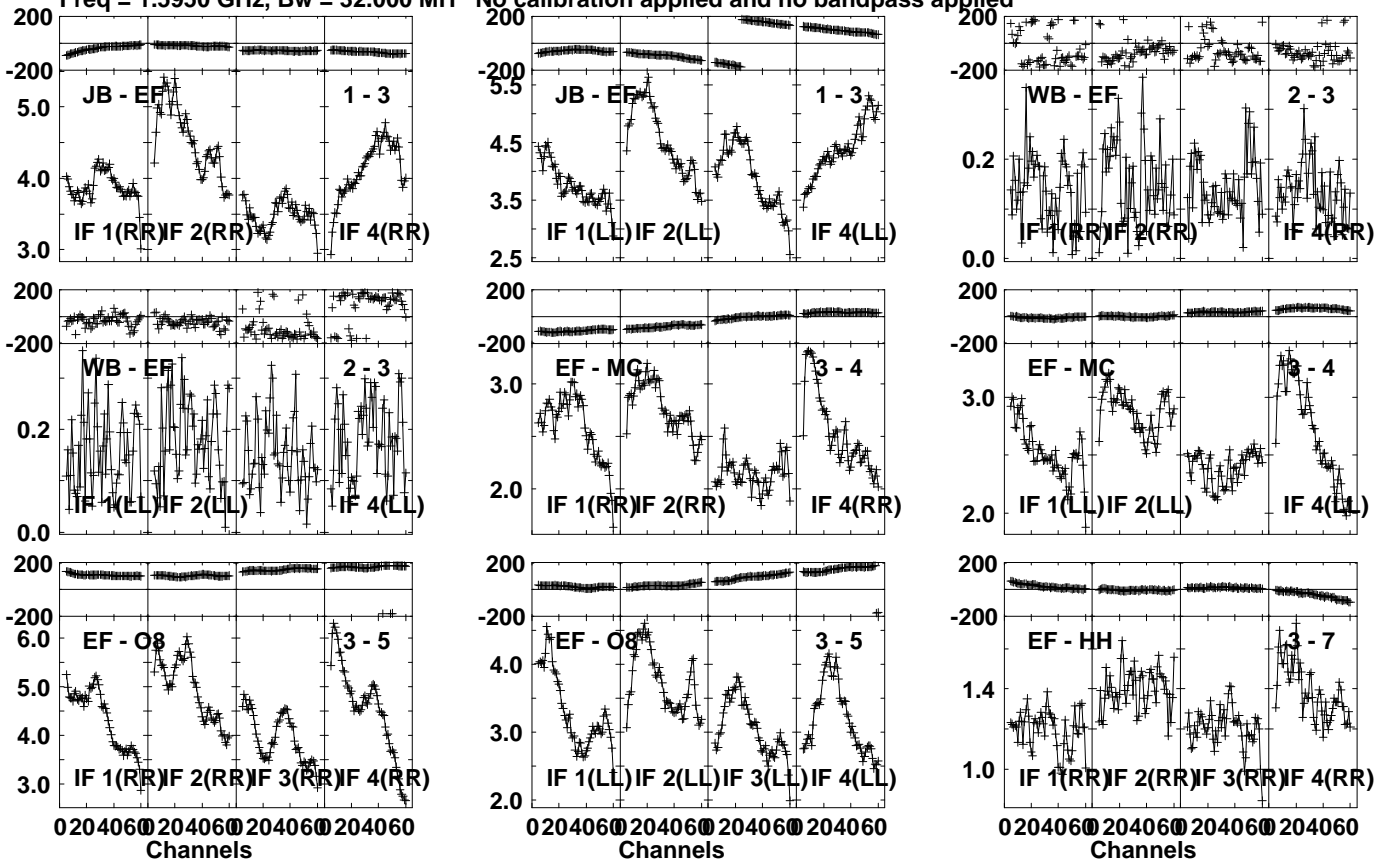 Freq = 1.5950 GHz, Bw = 32.000 MH No calibration applied and no bandpass applied
200
-200
JB - EF 1 - 3
5.0
4.0
3.0
IF 1(RR) IF 2(RR) IF 4(RR)
JB - EF 1 - 3
5.5
4.5
3.5
2.5
IF 1(LL) IF 2(LL) IF 4(LL)
200
-200
WB - EF 2 - 3
0.2
0.0
IF 1(RR) IF 2(RR) IF 4(RR)
200
-200
WB - EF 2 - 3
0.2
0.0
IF 1(LL) IF 2(LL) IF 4(LL)
200
-200
EF - MC 3 - 4
3.0
2.0
IF 1(RR) IF 2(RR) IF 4(RR)
200
-200
EF - MC 3 - 4
3.0
2.0
IF 1(LL) IF 2(LL) IF 4(LL)
200
-200
EF - O8 3 - 5
6.0
5.0
4.0
3.0
IF 1(RR) IF 2(RR) IF 3(RR) IF 4(RR)
200
-200
EF - O8 3 - 5
4.0
3.0
2.0
IF 1(LL) IF 2(LL) IF 3(LL) IF 4(LL)
200
-200
EF - HH 3 - 7
1.4
1.0
IF 1(RR) IF 2(RR) IF 3(RR) IF 4(RR)
0 20 40 60 0 20 40 60 0 20 40 60 0 20 40 60
Channels
0 20 40 60 0 20 40 60 0 20 40 60 0 20 40 60
Channels
0 20 40 60 0 20 40 60 0 20 40 60 0 20 40 60
Channels